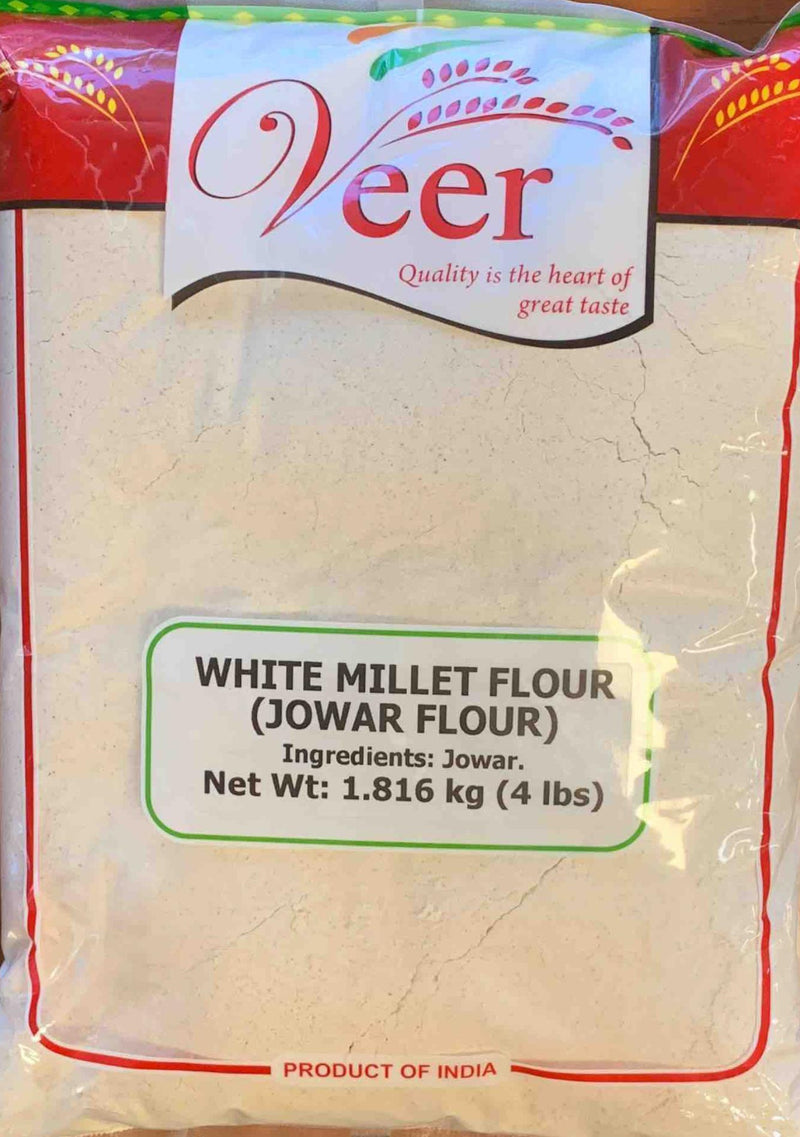 Veer
Quality is the heart of
great taste
WHITE MILLET FLOUR
(JOWAR FLOUR)
Ingredients: Jowar.
Net Wt: 1.816 kg (4 lbs)
PRODUCT OF INDIA